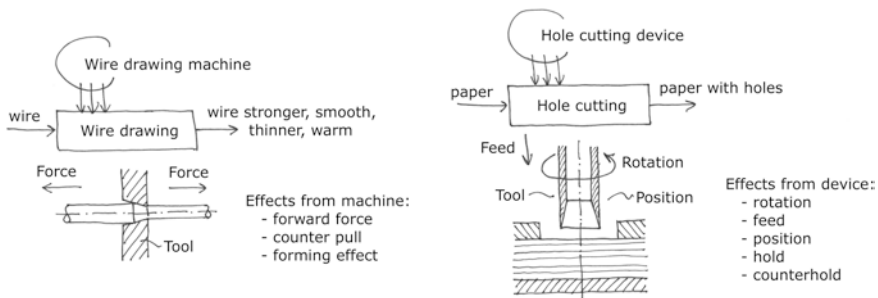 Wire drawing machine
wire
Wire drawing
wire stronger, smooth,
thinner, warm
Force
Force
Tool
Effects from machine:
- forward force
- counter pull
- forming effect
Hole cutting device
paper
Hole cutting
paper with holes
Feed
Rotation
Tool
Position
Effects from device:
- rotation
- feed
- position
- hold
- counterhold